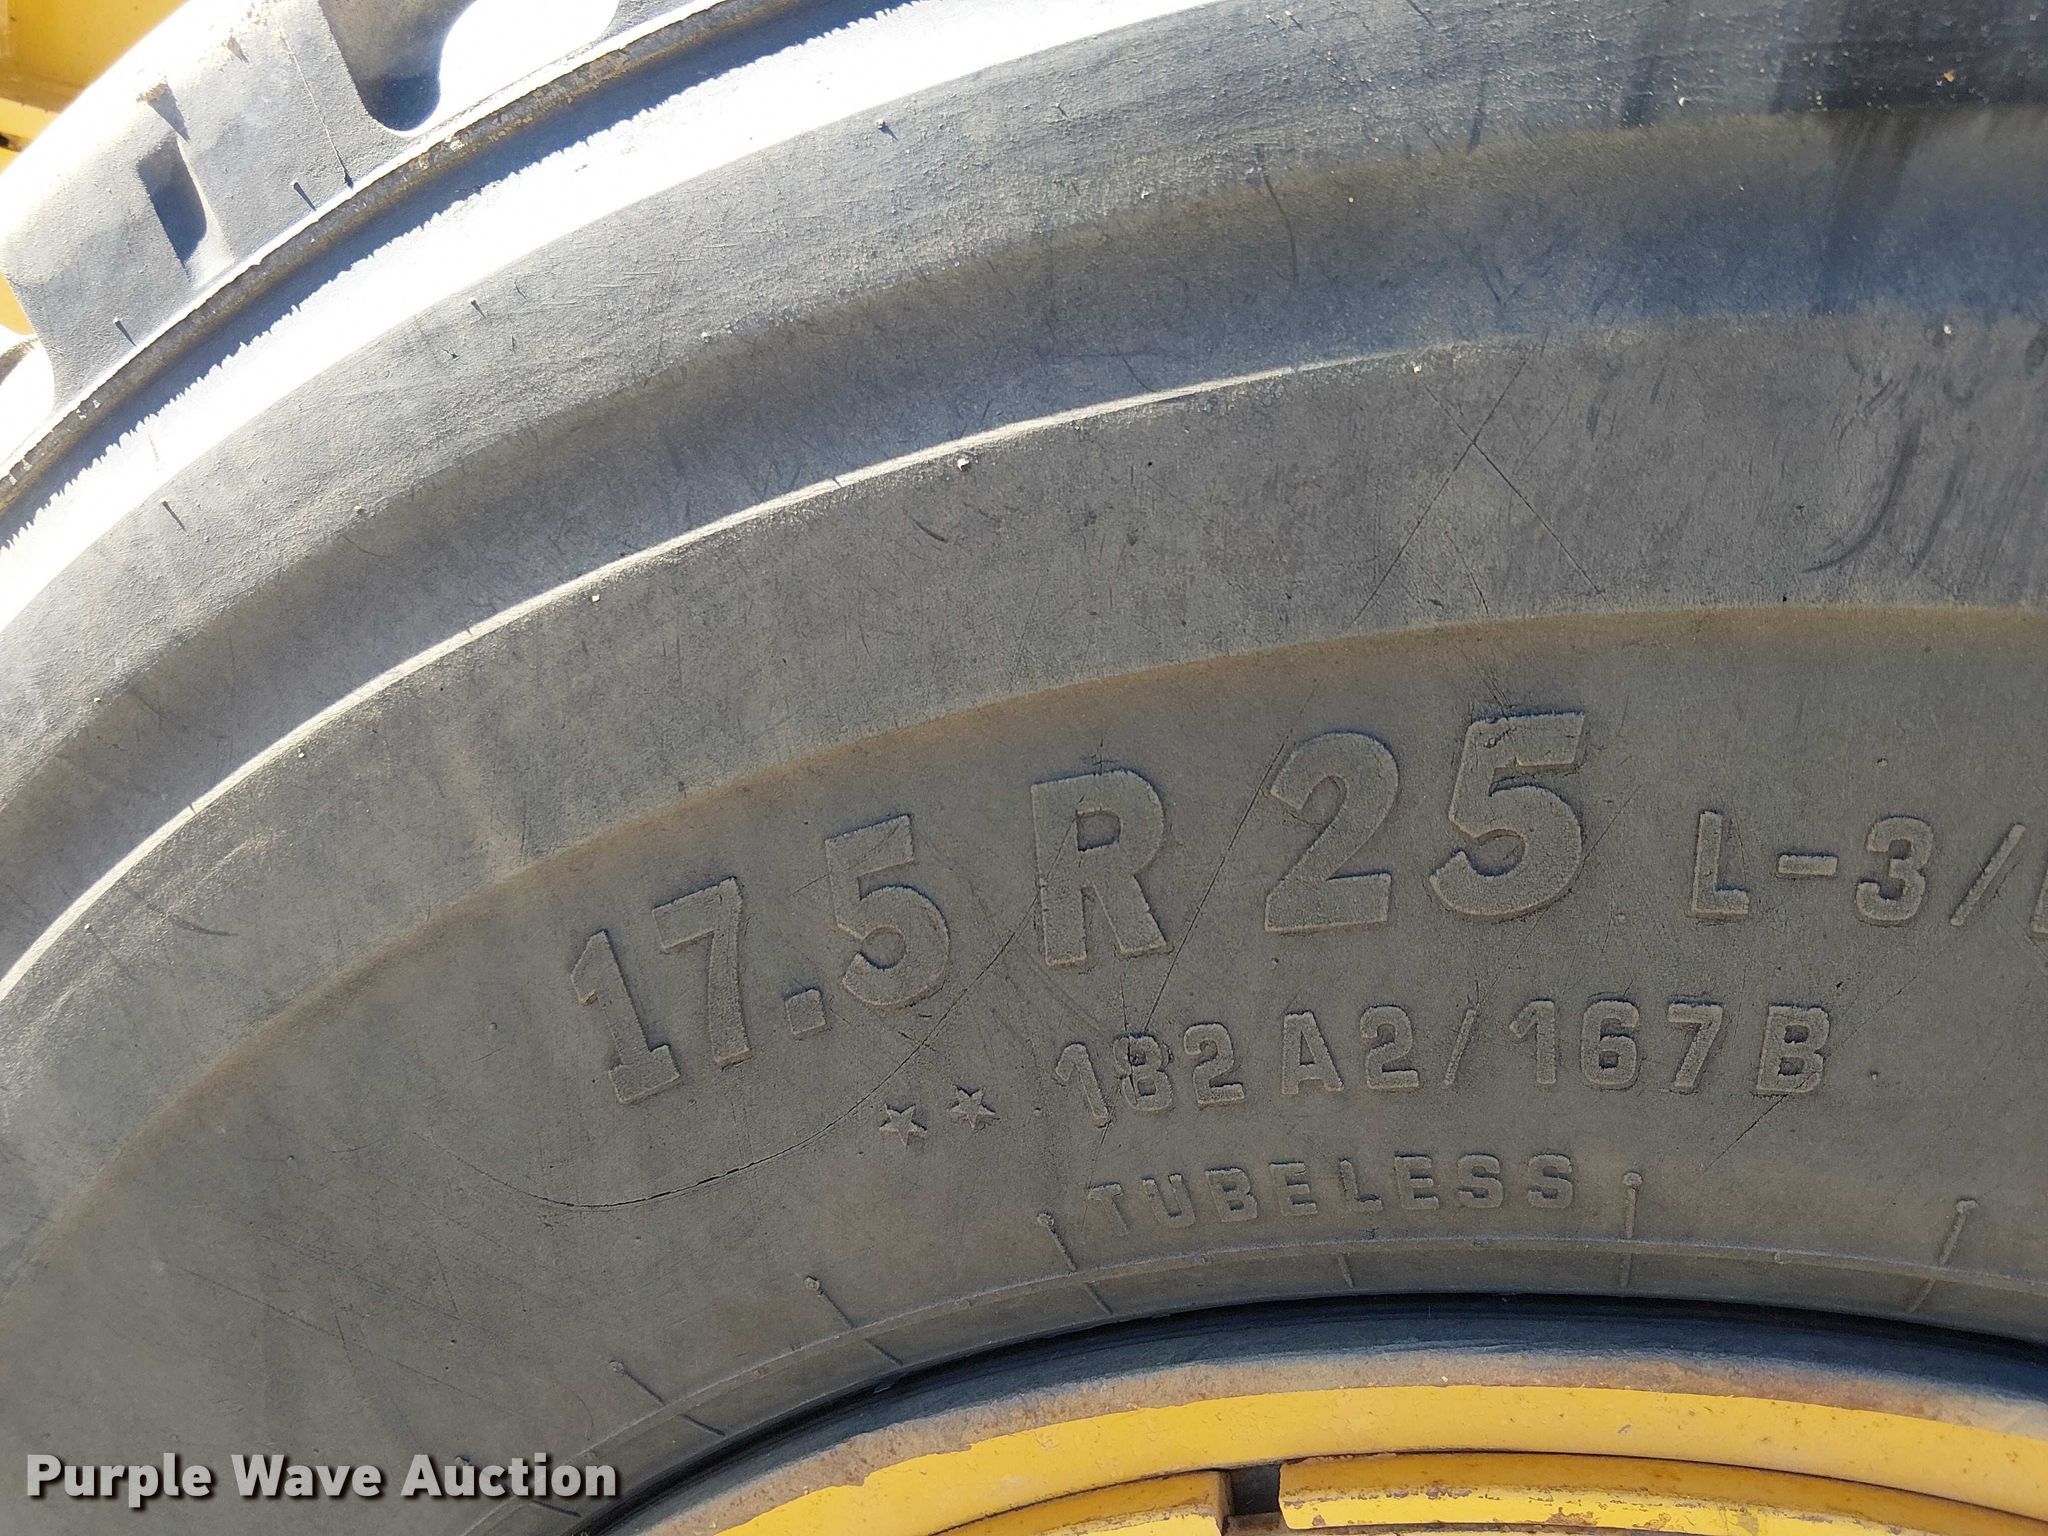 17.5 R 25 L-3/
★★ 182 A2/167 B
TUBELESS
Purple Wave Auction